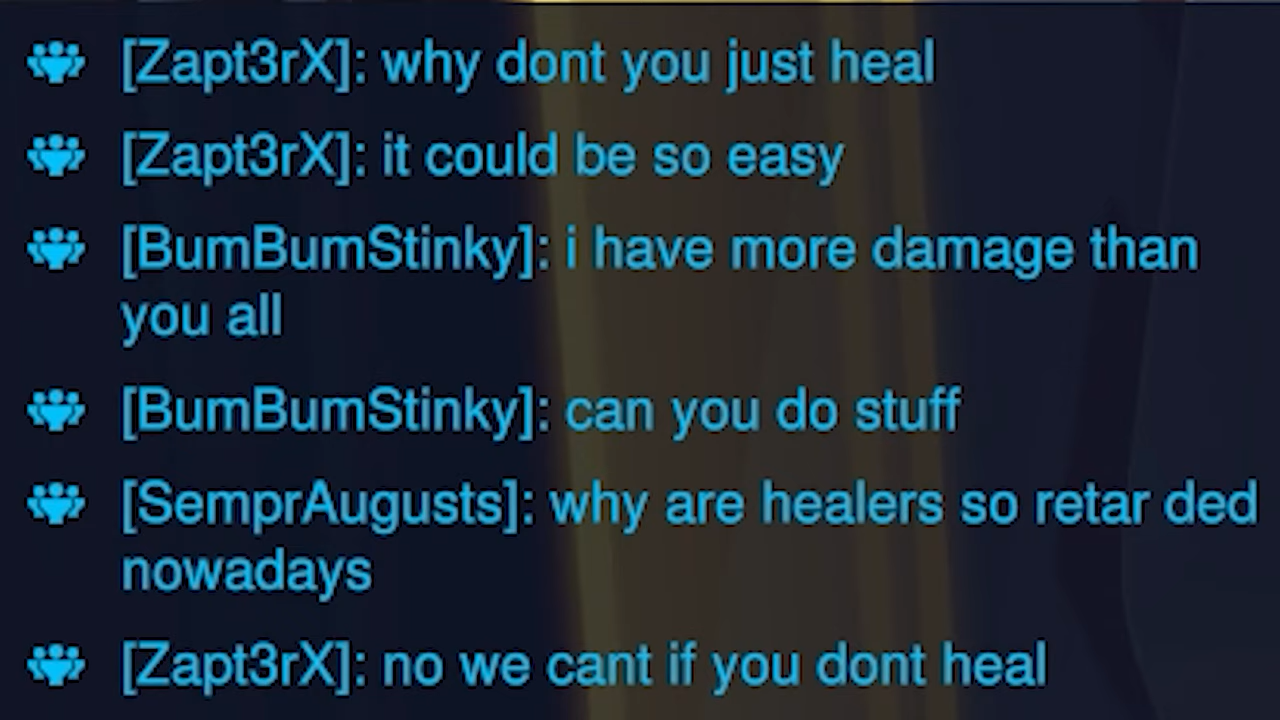 [Zapt3rX]: why dont you just heal
[Zapt3rX]: it could be so easy
[BumBumStinky]: i have more damage than
you all
[BumBumStinky]: can you do stuff
[SemprAugusts]: why are healers so retar ded
nowadays
[Zapt3rX]: no we cant if you dont heal